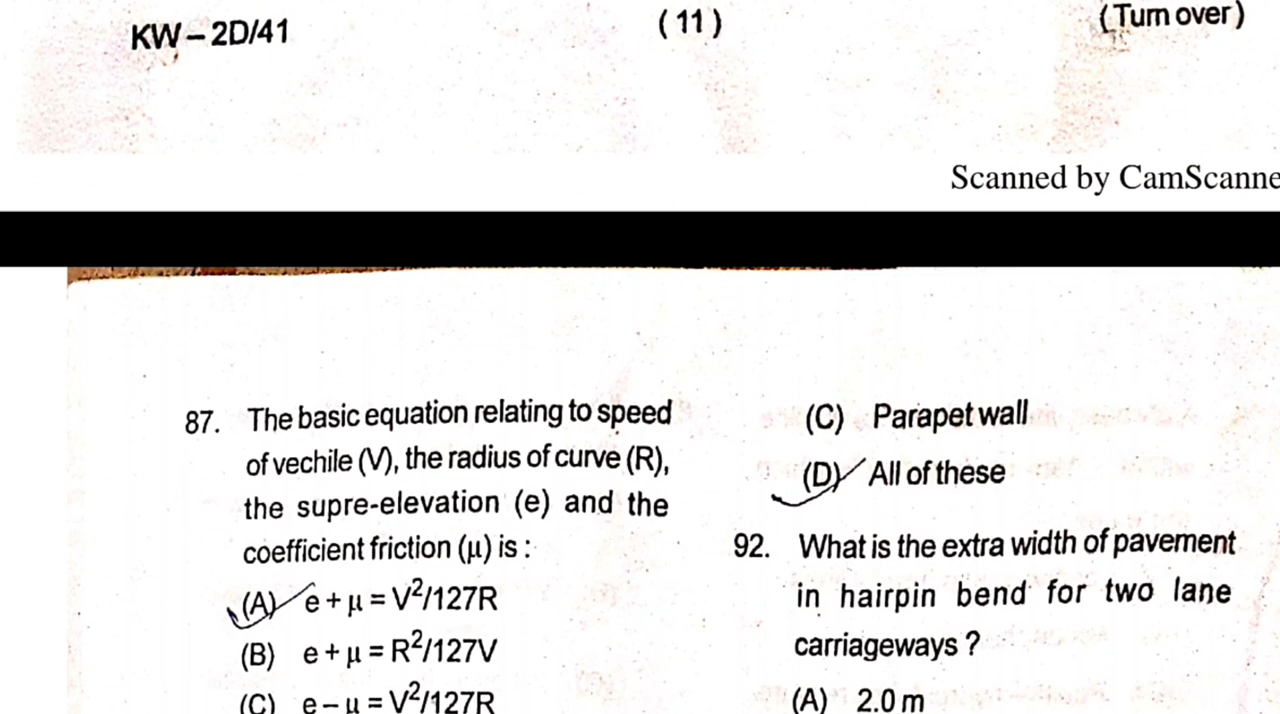 KW – 2D/41
( 11 )
(Turn over)
Scanned by CamScanne
87. The basic equation relating to speed
of vechile (V), the radius of curve (R),
the supre-elevation (e) and the
coefficient friction (μ) is :
(A) e + μ = V²/127R
(B) e + μ = R²/127V
(C) e – μ = V²/127R
(C) Parapet wall
(D) All of these
92. What is the extra width of pavement
in hairpin bend for two lane
carriageways ?
(A) 2.0 m